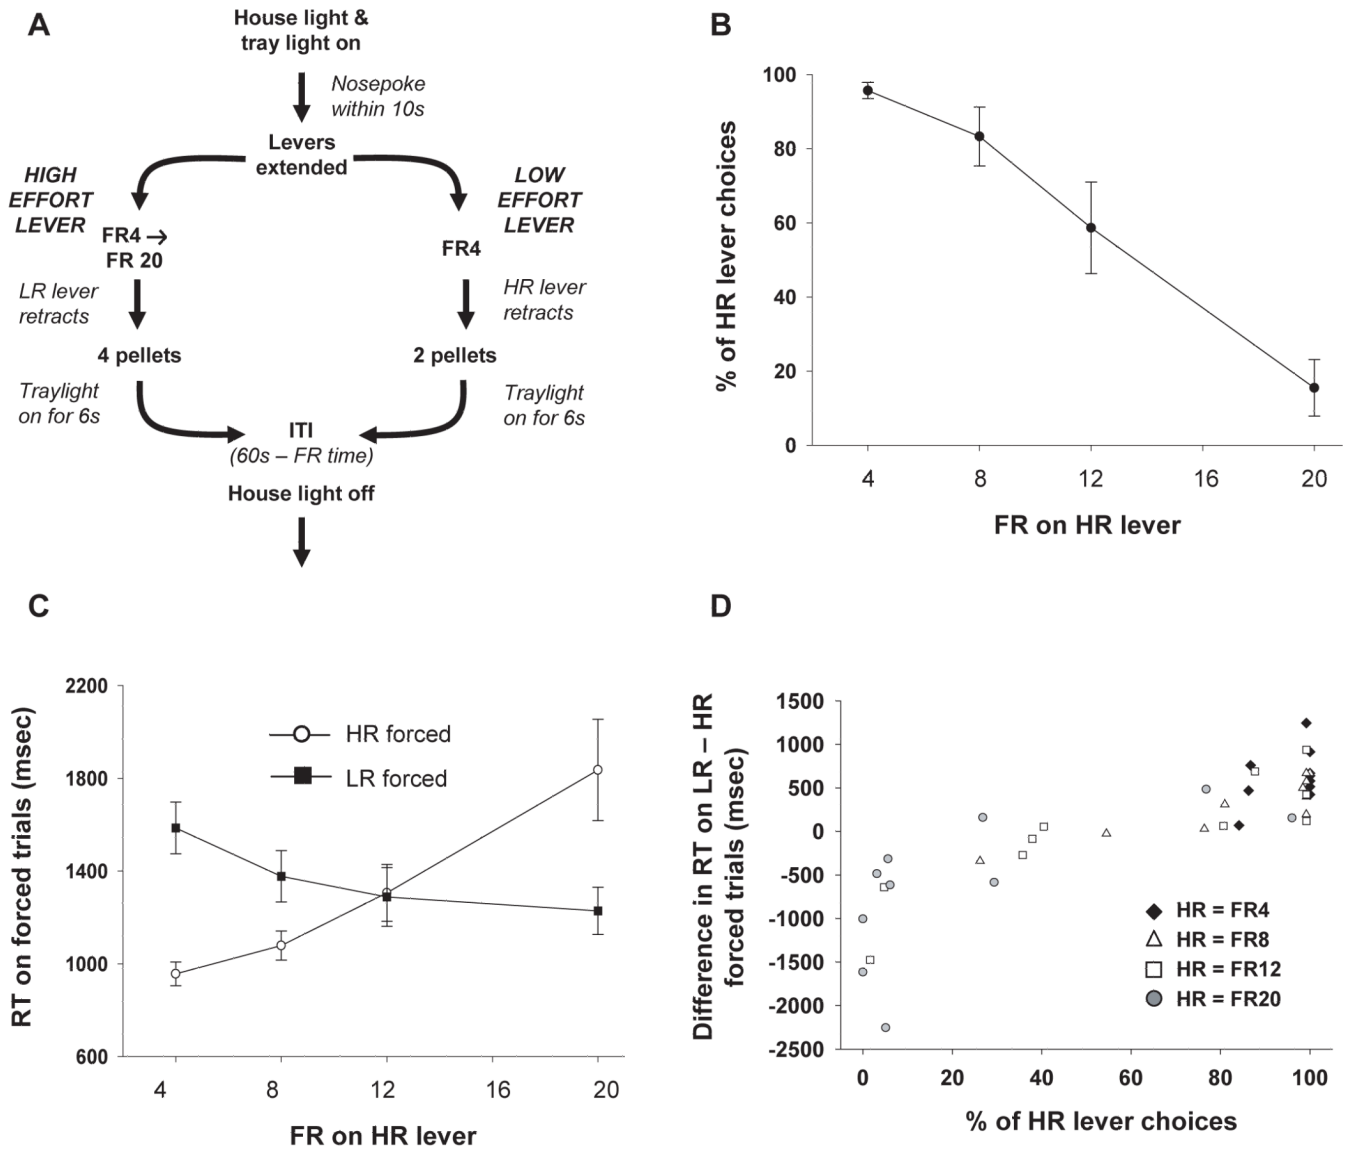 A
House light &
tray light on
Nosepoke
within 10s
Levers
extended
HIGH
EFFORT
LEVER
LOW
EFFORT
LEVER
FR4 →
FR 20
FR4
LR lever
retracts
HR lever
retracts
4 pellets
2 pellets
Traylight
on for 6s
Traylight
on for 6s
ITI
(60s – FR time)
House light off
B
% of HR lever choices
100
80
60
40
20
0
4 8 12 16 20
FR on HR lever
C
RT on forced trials (msec)
2200
1800
1400
1000
600
HR forced
LR forced
4 8 12 16 20
FR on HR lever
D
Difference in RT on LR – HR
forced trials (msec)
1500
1000
500
0
-500
-1000
-1500
-2000
-2500
HR = FR4
HR = FR8
HR = FR12
HR = FR20
0 20 40 60 80 100
% of HR lever choices